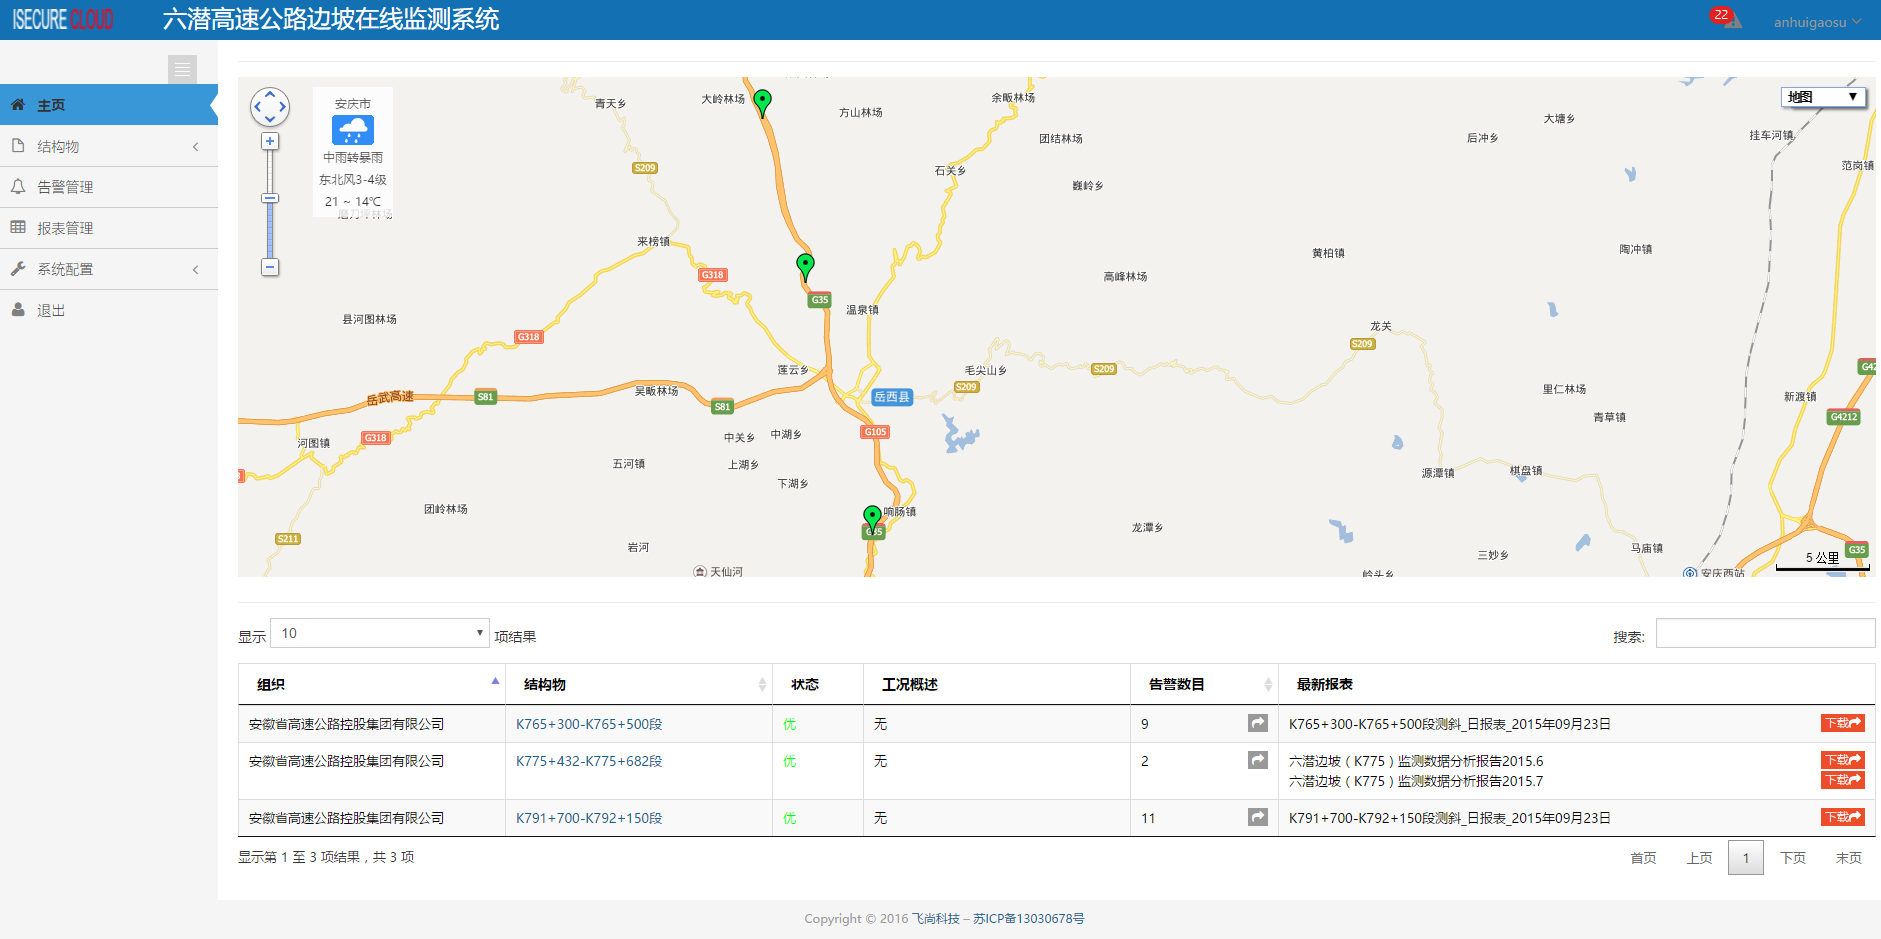 ISECURE CLOUD
六潜高速公路边坡在线监测系统
22
anhuigaosu
主页
结构物
告警管理
报表管理
系统配置
退出
安庆市
中雨转暴雨
东北风3-4级
21 ~ 14℃
磨刀坪林场
地图
青天乡
大岭林场
方山林场
余畈林场
团结林场
大塘乡
后冲乡
挂车河镇
范岗镇
S209
石关乡
巍岭乡
来榜镇
G318
高峰林场
黄柏镇
陶冲镇
G35
温泉镇
县河图林场
G318
龙关
S209
莲云乡
毛尖山乡
S209
S209
G42
岳武高速
S81
吴畈林场
S81
岳西县
里仁林场
青草镇
新渡镇
G4212
河图镇
G318
中关乡
中湖乡
G105
五河镇
上湖乡
下湖乡
源潭镇
棋盘镇
团岭林场
响肠镇
G35
龙潭乡
S211
岩河
三妙乡
马庙镇
G35
天仙河
岭头乡
安庆西站
5 公里
显示 10 项结果
搜索:
组织 结构物 状态 工况概述 告警数目 最新报表
安徽省高速公路控股集团有限公司 K765+300-K765+500段 优 无 9 K765+300-K765+500段测斜_日报表_2015年09月23日 下载
安徽省高速公路控股集团有限公司 K775+432-K775+682段 优 无 2 六潜边坡（K775）监测数据分析报告2015.6 下载
六潜边坡（K775）监测数据分析报告2015.7 下载
安徽省高速公路控股集团有限公司 K791+700-K792+150段 优 无 11 K791+700-K792+150段测斜_日报表_2015年09月23日 下载
显示第 1 至 3 项结果，共 3 项
首页 上页 1 下页 末页
Copyright © 2016 飞尚科技 – 苏ICP备13030678号